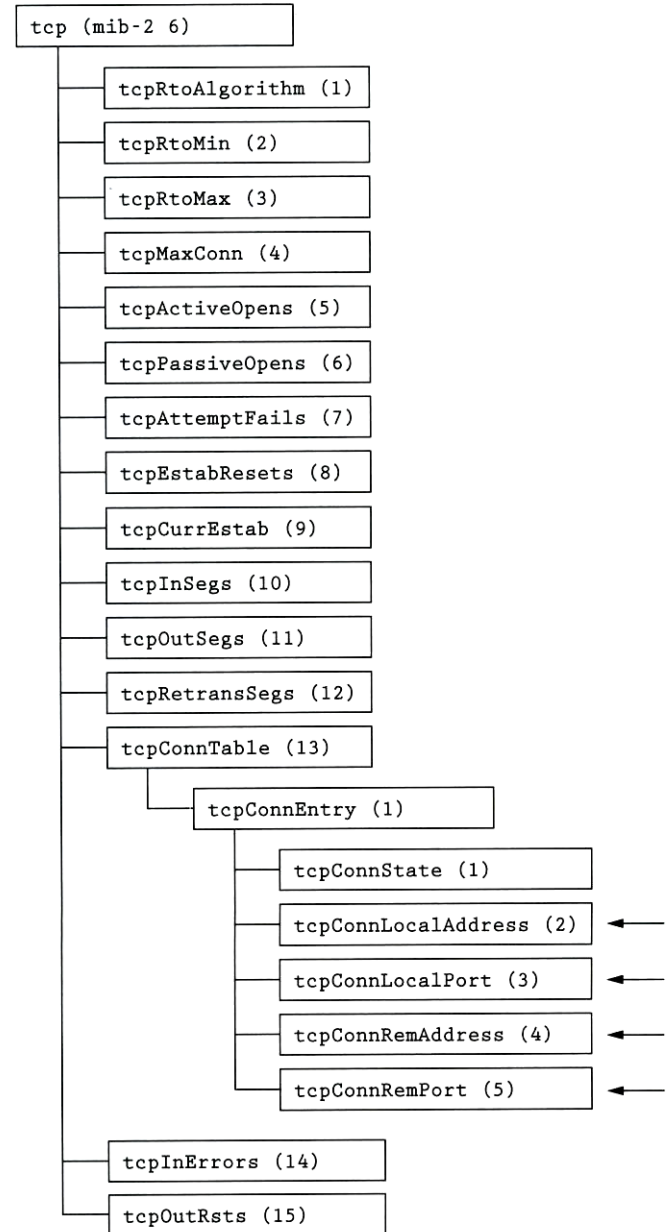 tcp (mib-2 6)
tcpRtoAlgorithm (1)
tcpRtoMin (2)
tcpRtoMax (3)
tcpMaxConn (4)
tcpActiveOpens (5)
tcpPassiveOpens (6)
tcpAttemptFails (7)
tcpEstabResets (8)
tcpCurrEstab (9)
tcpInSegs (10)
tcpOutSegs (11)
tcpRetransSegs (12)
tcpConnTable (13)
tcpConnEntry (1)
tcpConnState (1)
tcpConnLocalAddress (2)
tcpConnLocalPort (3)
tcpConnRemAddress (4)
tcpConnRemPort (5)
tcpInErrors (14)
tcpOutRsts (15)